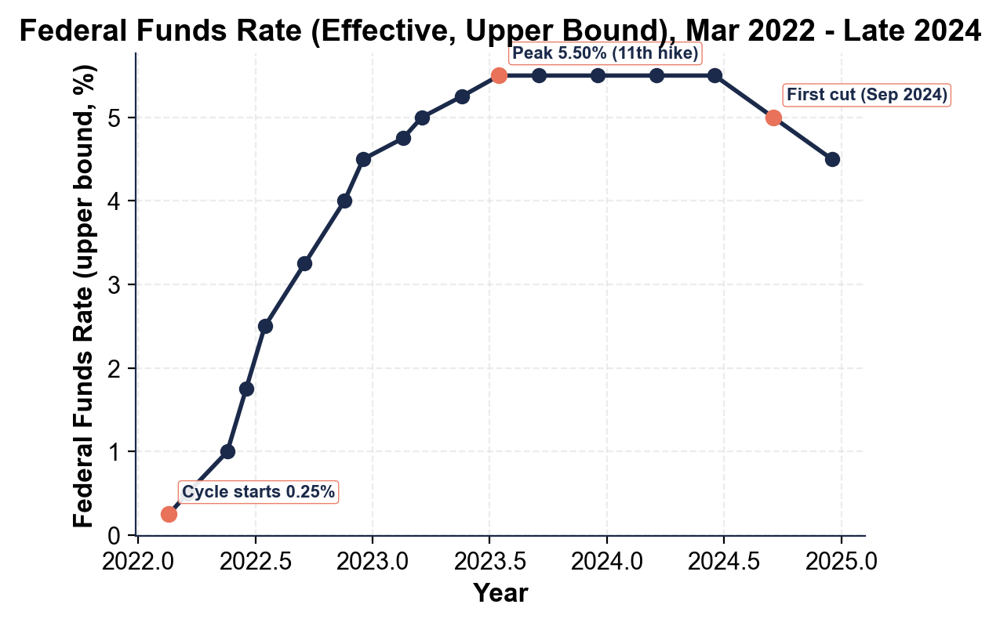 Federal Funds Rate (Effective, Upper Bound), Mar 2022 - Late 2024
Peak 5.50% (11th hike)
First cut (Sep 2024)
Cycle starts 0.25%
Federal Funds Rate (upper bound, %)
5
4
3
2
1
0
2022.0 2022.5 2023.0 2023.5 2024.0 2024.5 2025.0
Year